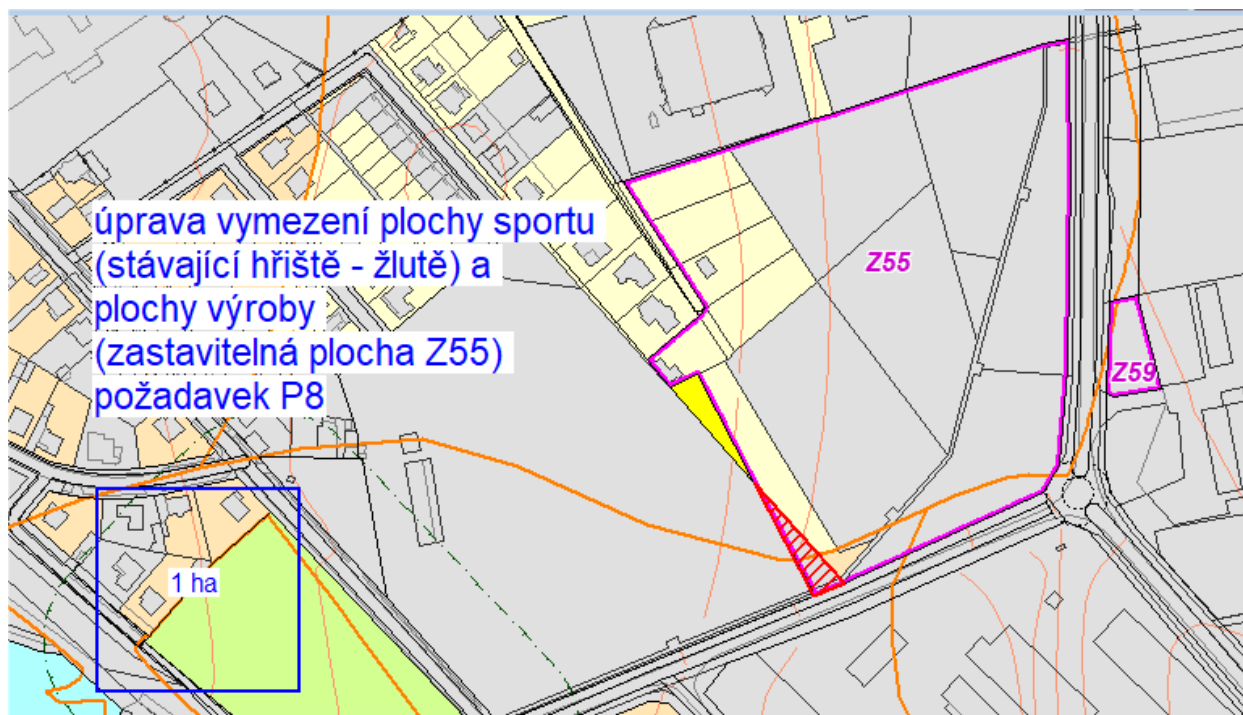 úprava vymezení plochy sportu
(stávající hřiště - žlutě) a
plochy výroby
(zastavitelná plocha Z55)
požadavek P8
Z55
Z59
1 ha